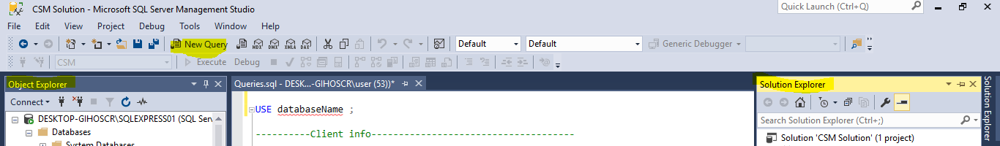 CSM Solution - Microsoft SQL Server Management Studio
Quick Launch (Ctrl+Q)
File Edit View Project Debug Tools Window Help
New Query MDX DMX XMLA DAX Default Default Generic Debugger
CSM Execute Debug
Object Explorer
Queries.sql - DESK...-GIHOSCR\user (53))*
Solution Explorer
Solution Explorer
Connect
USE databaseName ;
Search Solution Explorer (Ctrl+;)
DESKTOP-GIHOSCR\SQLEXPRESS01 (SQL Serv
Databases
----------Client info-------------------------------------
Solution 'CSM Solution' (1 project)
System Databases